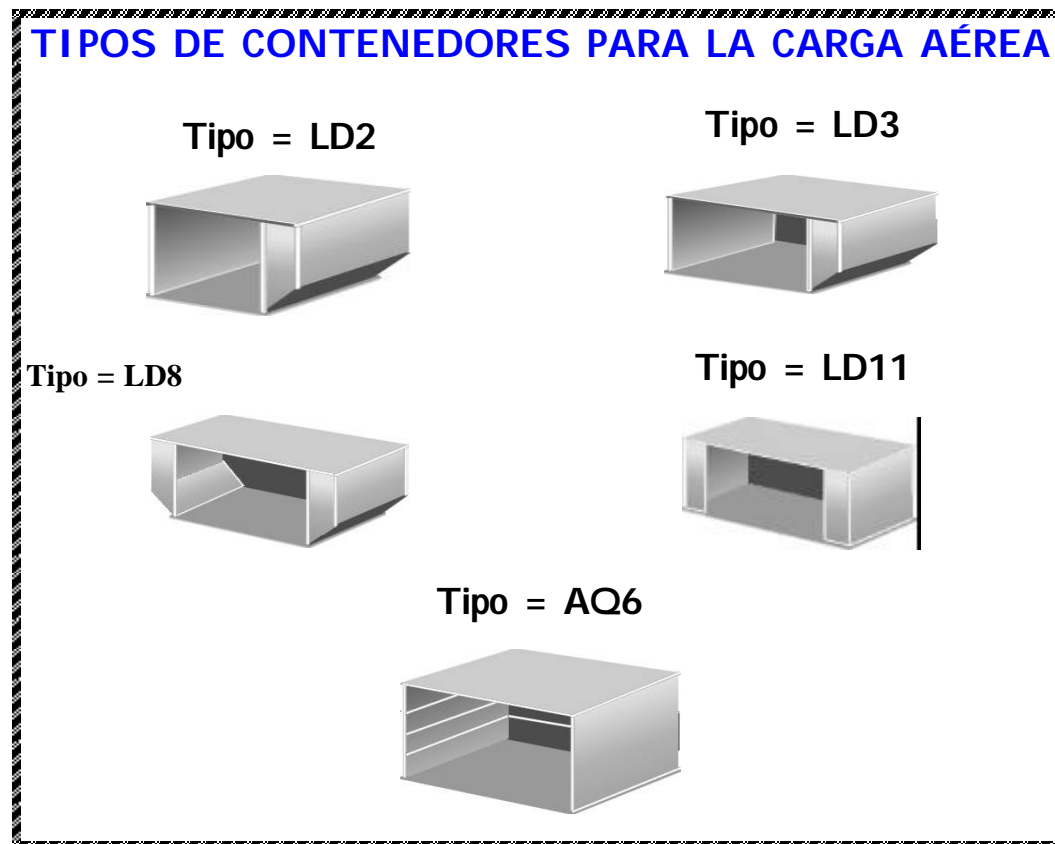 TIPOS DE CONTENEDORES PARA LA CARGA AÉREA
Tipo = LD2
Tipo = LD3
Tipo = LD8
Tipo = LD11
Tipo = AQ6